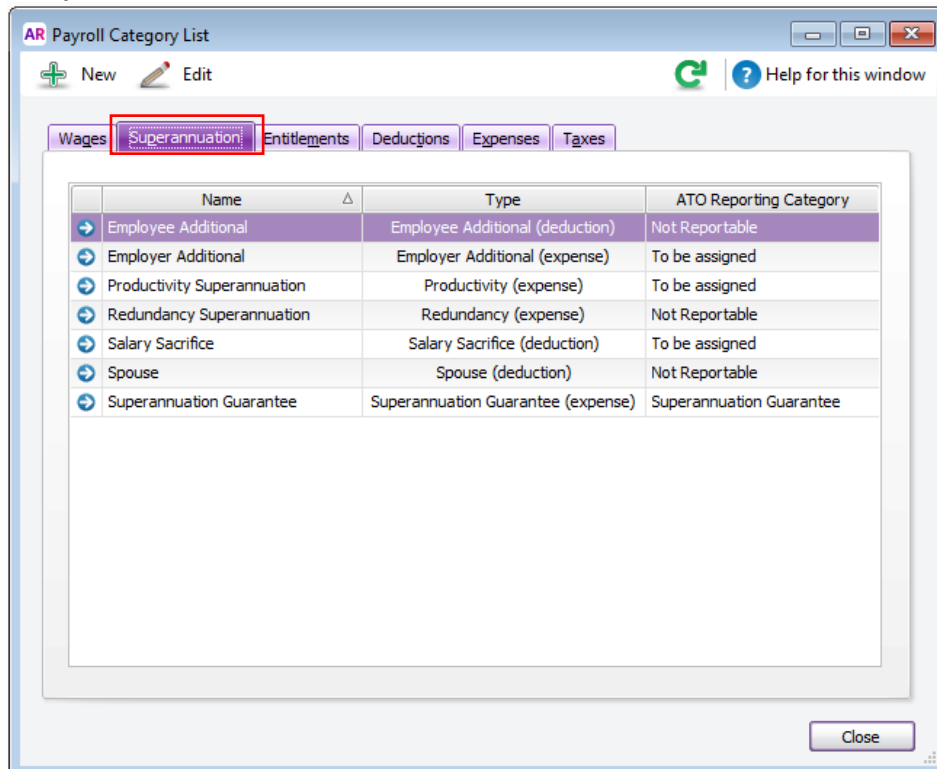 AR Payroll Category List
New Edit ? Help for this window
Wages Superannuation Entitlements Deductions Expenses Taxes
Name Type ATO Reporting Category
Employee Additional Employee Additional (deduction) Not Reportable
Employer Additional Employer Additional (expense) To be assigned
Productivity Superannuation Productivity (expense) To be assigned
Redundancy Superannuation Redundancy (expense) Not Reportable
Salary Sacrifice Salary Sacrifice (deduction) To be assigned
Spouse Spouse (deduction) Not Reportable
Superannuation Guarantee Superannuation Guarantee (expense) Superannuation Guarantee
Close